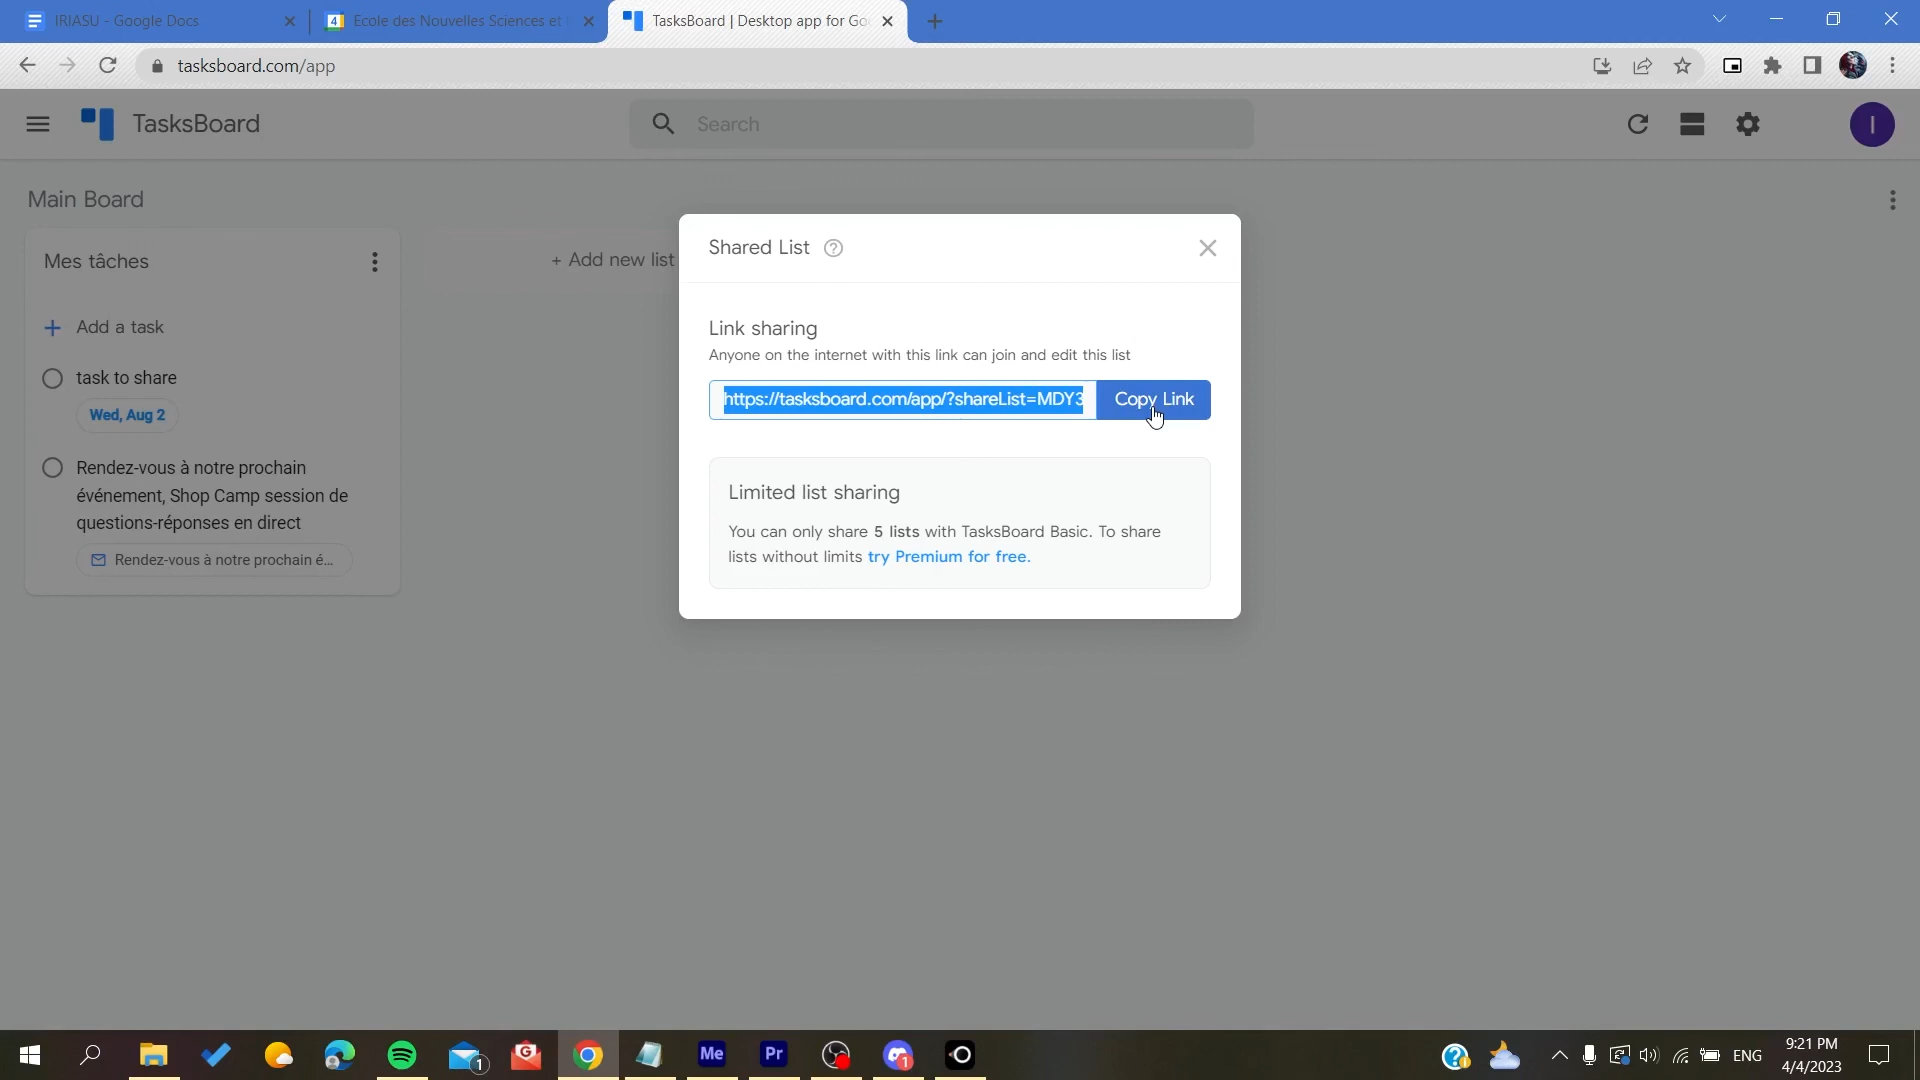 IRIASU - Google Docs
4 Ecole des Nouvelles Sciences et
TasksBoard | Desktop app for Go
tasksboard.com/app
TasksBoard
Search
I
Main Board
Mes tâches
+ Add new list
Add a task
task to share
Wed, Aug 2
Rendez-vous à notre prochain
événement, Shop Camp session de
questions-réponses en direct
Rendez-vous à notre prochain é...
Shared List
Link sharing
Anyone on the internet with this link can join and edit this list
https://tasksboard.com/app/?shareList=MDY3
Copy Link
Limited list sharing
You can only share 5 lists with TasksBoard Basic. To share
lists without limits try Premium for free.
1
G
Me
Pr
1
ENG
9:21 PM
4/4/2023